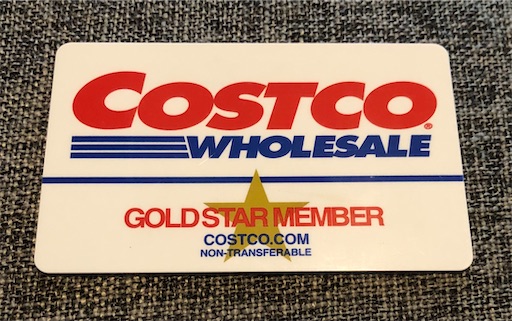 COSTCO®
WHOLESALE
GOLD STAR MEMBER
COSTCO.COM
NON-TRANSFERABLE